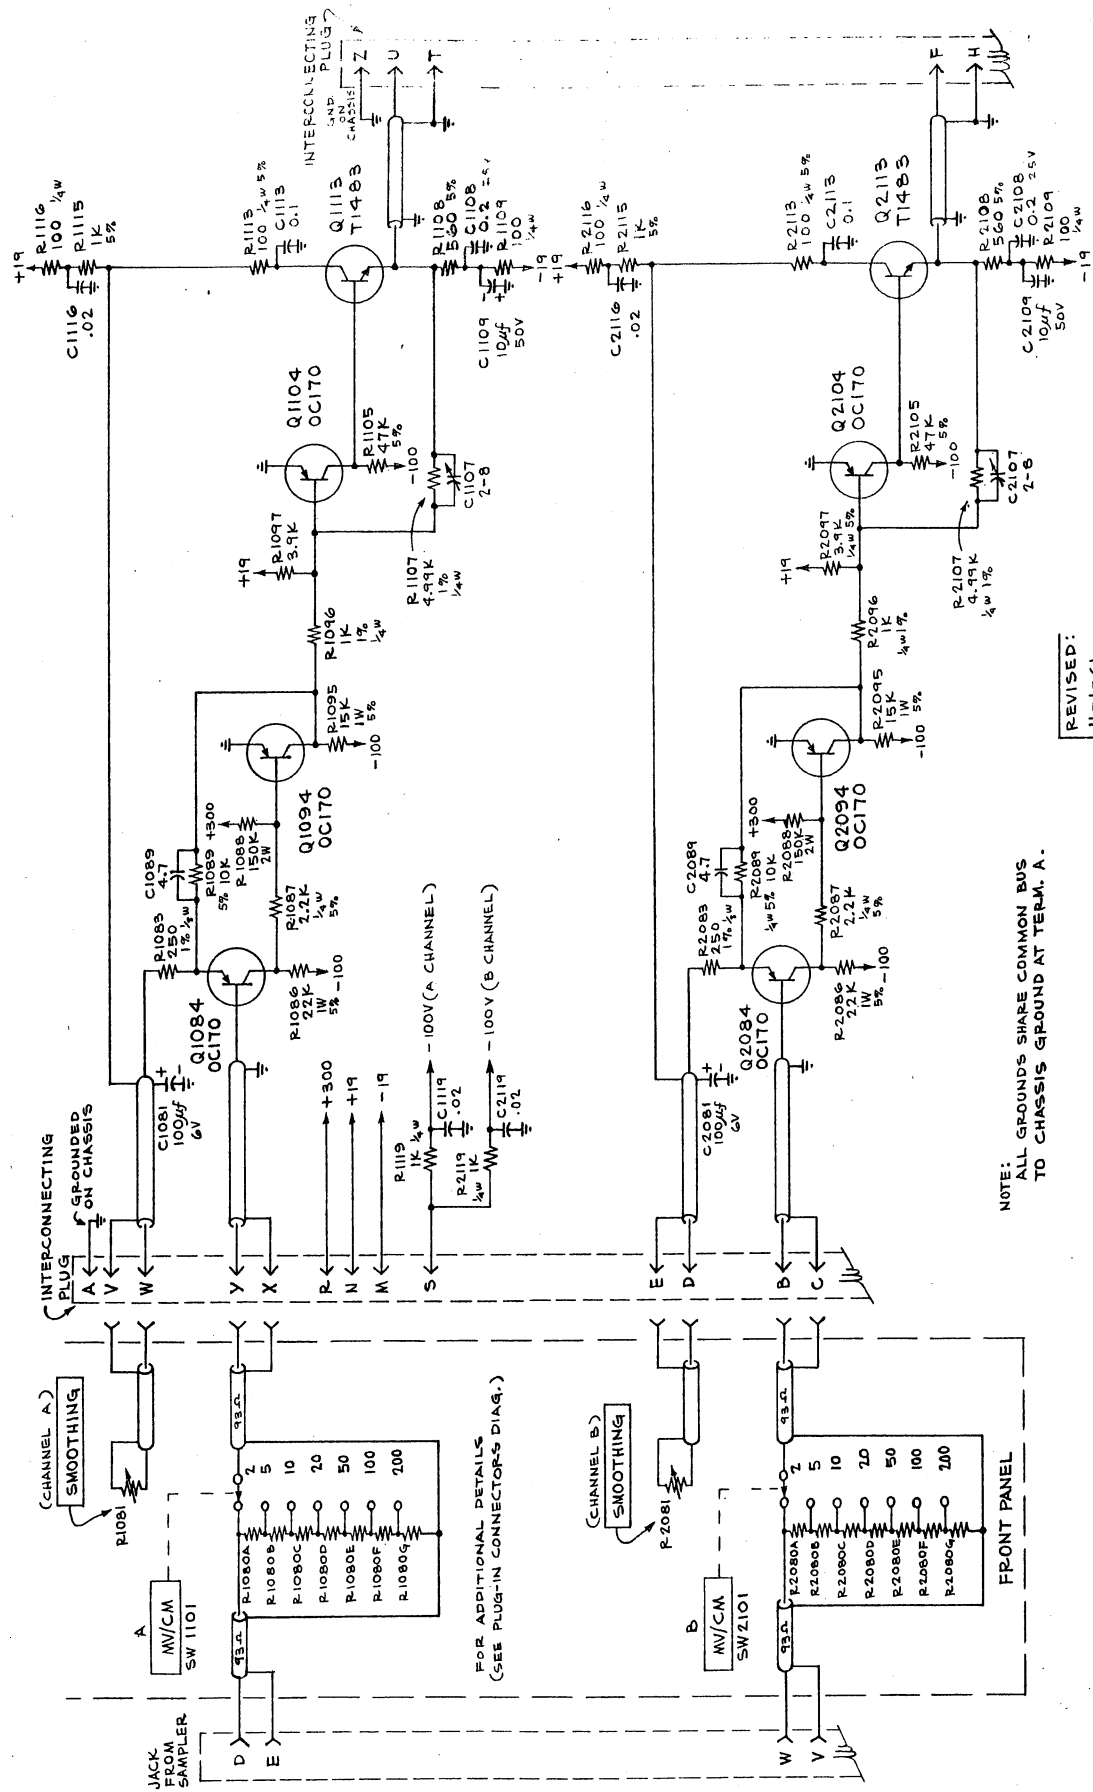 INTERCONNECTING
PLUG
GND.
ON
CHASSIS
Z
U
T
+19
R1116
100 ¼W
R1115
1K
5%
C1116
.02
R1113
100 ¼W 5%
C1113
0.1
Q1113
T1483
R1108
560 5%
C1108
0.2 25V
R1109
100
¼W
-19
C1109
10µf
50V
-
+
Q1104
OC170
R1105
47K
5%
-100
C1107
2-8
R1107
4.99K
1%
¼W
+19
R1097
3.9K
R1096
1K
1%
¼W
R1095
15K
1W
5%
-100
Q1094
OC170
+300
R1088
150K
2W
C1089
4.7
R1089
5% 10K
R1083
250
1% ½W
R1087
2.2K
¼W
5%
R1086
22K
1W
5%
-100
Q1084
OC170
C1081
100µf
6V
+
-
GROUNDED
ON CHASSIS
INTERCONNECTING
PLUG
A
V
W
Y
X
R
N
M
S
+300
+19
-19
R1119
1K ¼W
C1119
.02
-100V (A CHANNEL)
R2119
1K
¼W
C2119
.02
-100V (B CHANNEL)
(CHANNEL A)
SMOOTHING
R1081
93Ω
2
5
10
20
50
100
200
R1080A
R1080B
R1080C
R1080D
R1080E
R1080F
R1080G
A
MV/CM
SW1101
93Ω
FOR ADDITIONAL DETAILS
(SEE PLUG-IN CONNECTORS DIAG.)
JACK
FROM
SAMPLER
D
E
F
H
+19
R2116
100 ¼W
R2115
1K
5%
C2116
.02
R2113
100 ¼W 5%
C2113
0.1
Q2113
T1483
R2108
560 5%
C2108
0.2 25V
R2109
100
¼W
-19
C2109
10µf
50V
Q2104
OC170
R2105
47K
5%
-100
C2107
2-8
R2107
4.99K
¼W 1%
+19
R2097
3.9K
¼W 5%
R2096
1K
¼W 1%
R2095
15K
1W
5%
-100
Q2094
OC170
+300
R2088
150K
2W
C2089
4.7
R2089
¼W 5% 10K
R2083
250
1% ½W
R2087
2.2K
¼W
5%
R2086
22K
1W
5%
-100
Q2084
OC170
C2081
100µf
6V
+
-
E
D
B
C
(CHANNEL B)
SMOOTHING
R2081
93Ω
2
5
10
20
50
100
200
R2080A
R2080B
R2080C
R2080D
R2080E
R2080F
R2080G
B
MV/CM
SW2101
93Ω
W
V
FRONT PANEL
NOTE:
ALL GROUNDS SHARE COMMON BUS
TO CHASSIS GROUND AT TERM. A.
REVISED: